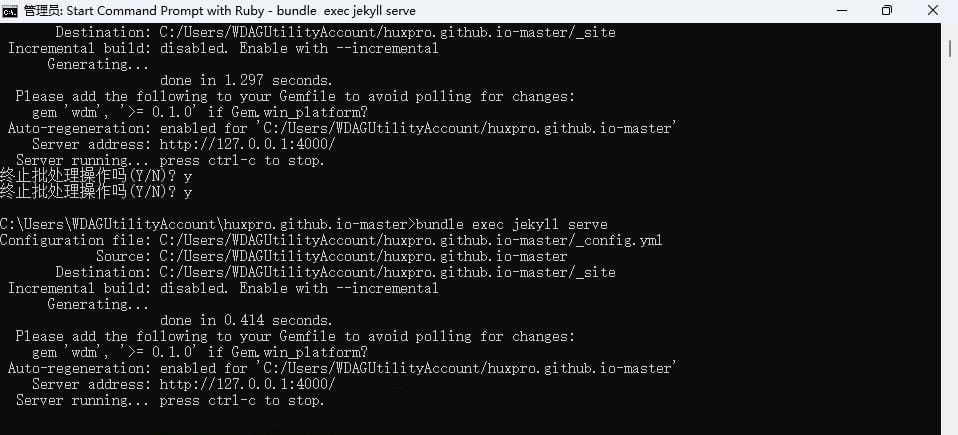 管理员: Start Command Prompt with Ruby - bundle  exec jekyll serve
Destination: C:/Users/WDAGUtilityAccount/huxpro.github.io-master/_site
Incremental build: disabled. Enable with --incremental
Generating...
done in 1.297 seconds.
Please add the following to your Gemfile to avoid polling for changes:
gem 'wdm', '>= 0.1.0' if Gem.win_platform?
Auto-regeneration: enabled for 'C:/Users/WDAGUtilityAccount/huxpro.github.io-master'
Server address: http://127.0.0.1:4000/
Server running... press ctrl-c to stop.
终止批处理操作吗(Y/N)? y
终止批处理操作吗(Y/N)? y
C:\Users\WDAGUtilityAccount\huxpro.github.io-master>bundle exec jekyll serve
Configuration file: C:/Users/WDAGUtilityAccount/huxpro.github.io-master/_config.yml
Source: C:/Users/WDAGUtilityAccount/huxpro.github.io-master
Destination: C:/Users/WDAGUtilityAccount/huxpro.github.io-master/_site
Incremental build: disabled. Enable with --incremental
Generating...
done in 0.414 seconds.
Please add the following to your Gemfile to avoid polling for changes:
gem 'wdm', '>= 0.1.0' if Gem.win_platform?
Auto-regeneration: enabled for 'C:/Users/WDAGUtilityAccount/huxpro.github.io-master'
Server address: http://127.0.0.1:4000/
Server running... press ctrl-c to stop.